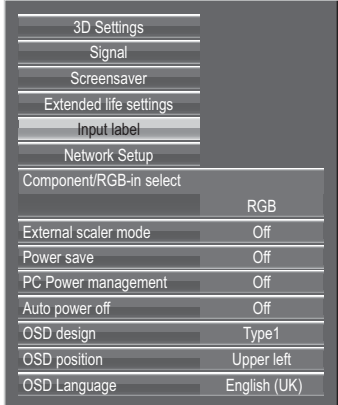 3D Settings
Signal
Screensaver
Extended life settings
Input label
Network Setup
Component/RGB-in select
RGB
External scaler mode Off
Power save Off
PC Power management Off
Auto power off Off
OSD design Type1
OSD position Upper left
OSD Language English (UK)